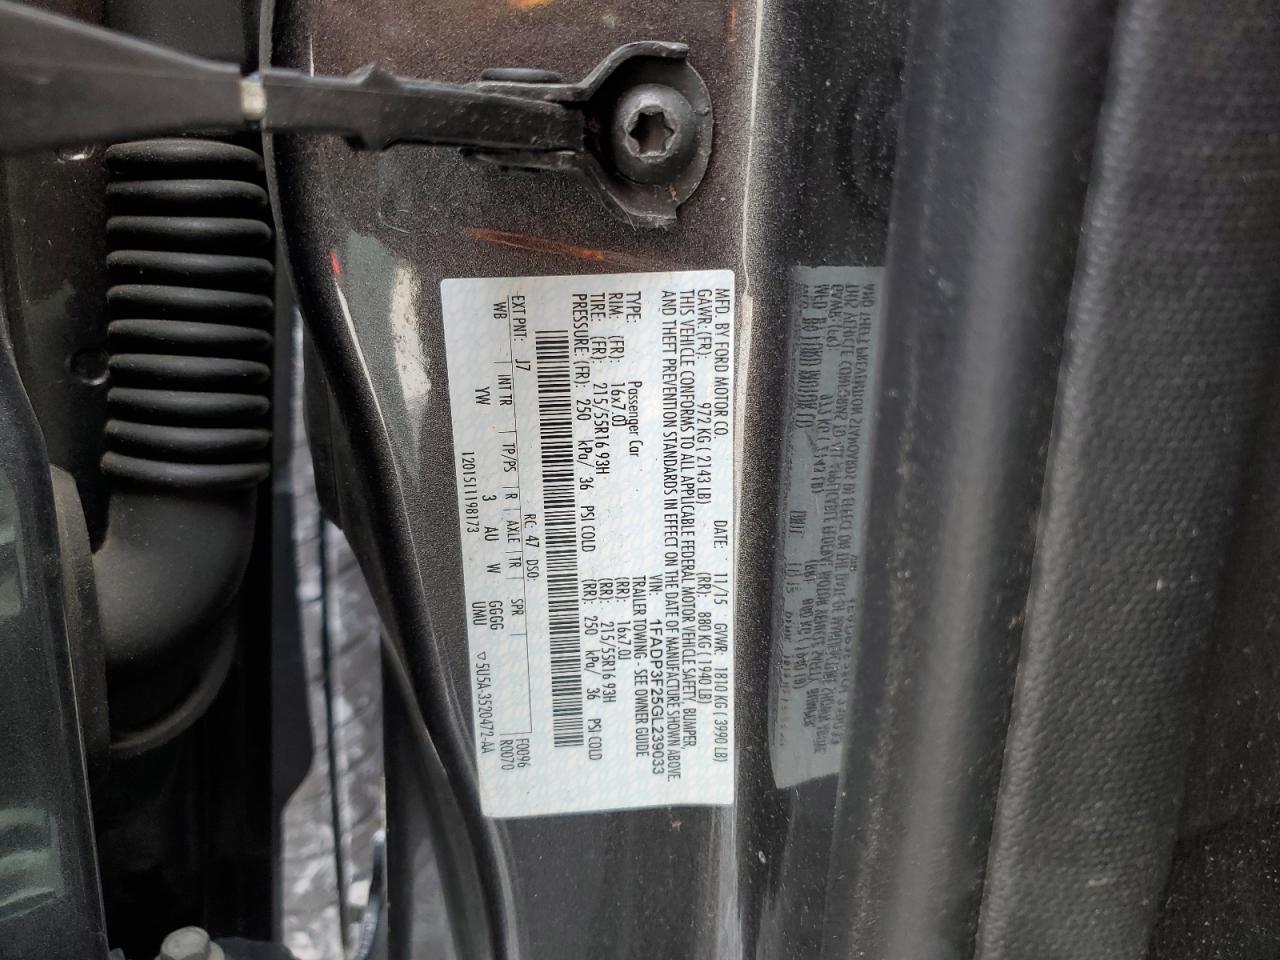 MFD. BY FORD MOTOR CO. DATE: 11/15 GVWR: 1810 KG ( 3990 LB)
GAWR: (FR): 972 KG ( 2143 LB) (RR): 880 KG ( 1940 LB)
THIS VEHICLE CONFORMS TO ALL APPLICABLE FEDERAL MOTOR VEHICLE SAFETY, BUMPER,
AND THEFT PREVENTION STANDARDS IN EFFECT ON THE DATE OF MANUFACTURE SHOWN ABOVE.
VIN: 1FADP3F25GL239033
TYPE: Passenger Car TRAILER TOWING - SEE OWNER GUIDE
RIM: (FR): 16x7.0J (RR): 16x7.0J
TIRE: (FR): 215/55R16 93H (RR): 215/55R16 93H
PRESSURE: (FR): 250 kPa/ 36 PSI COLD (RR): 250 kPa/ 36 PSI COLD
EXT PNT: J7 RC: 47 DSO: F0096
WB INT TR TP/PS R AXLE TR SPR R0070
YW 3 AU W GGGG
UMU
1201511198173 ▽5U5A-3520472-AA